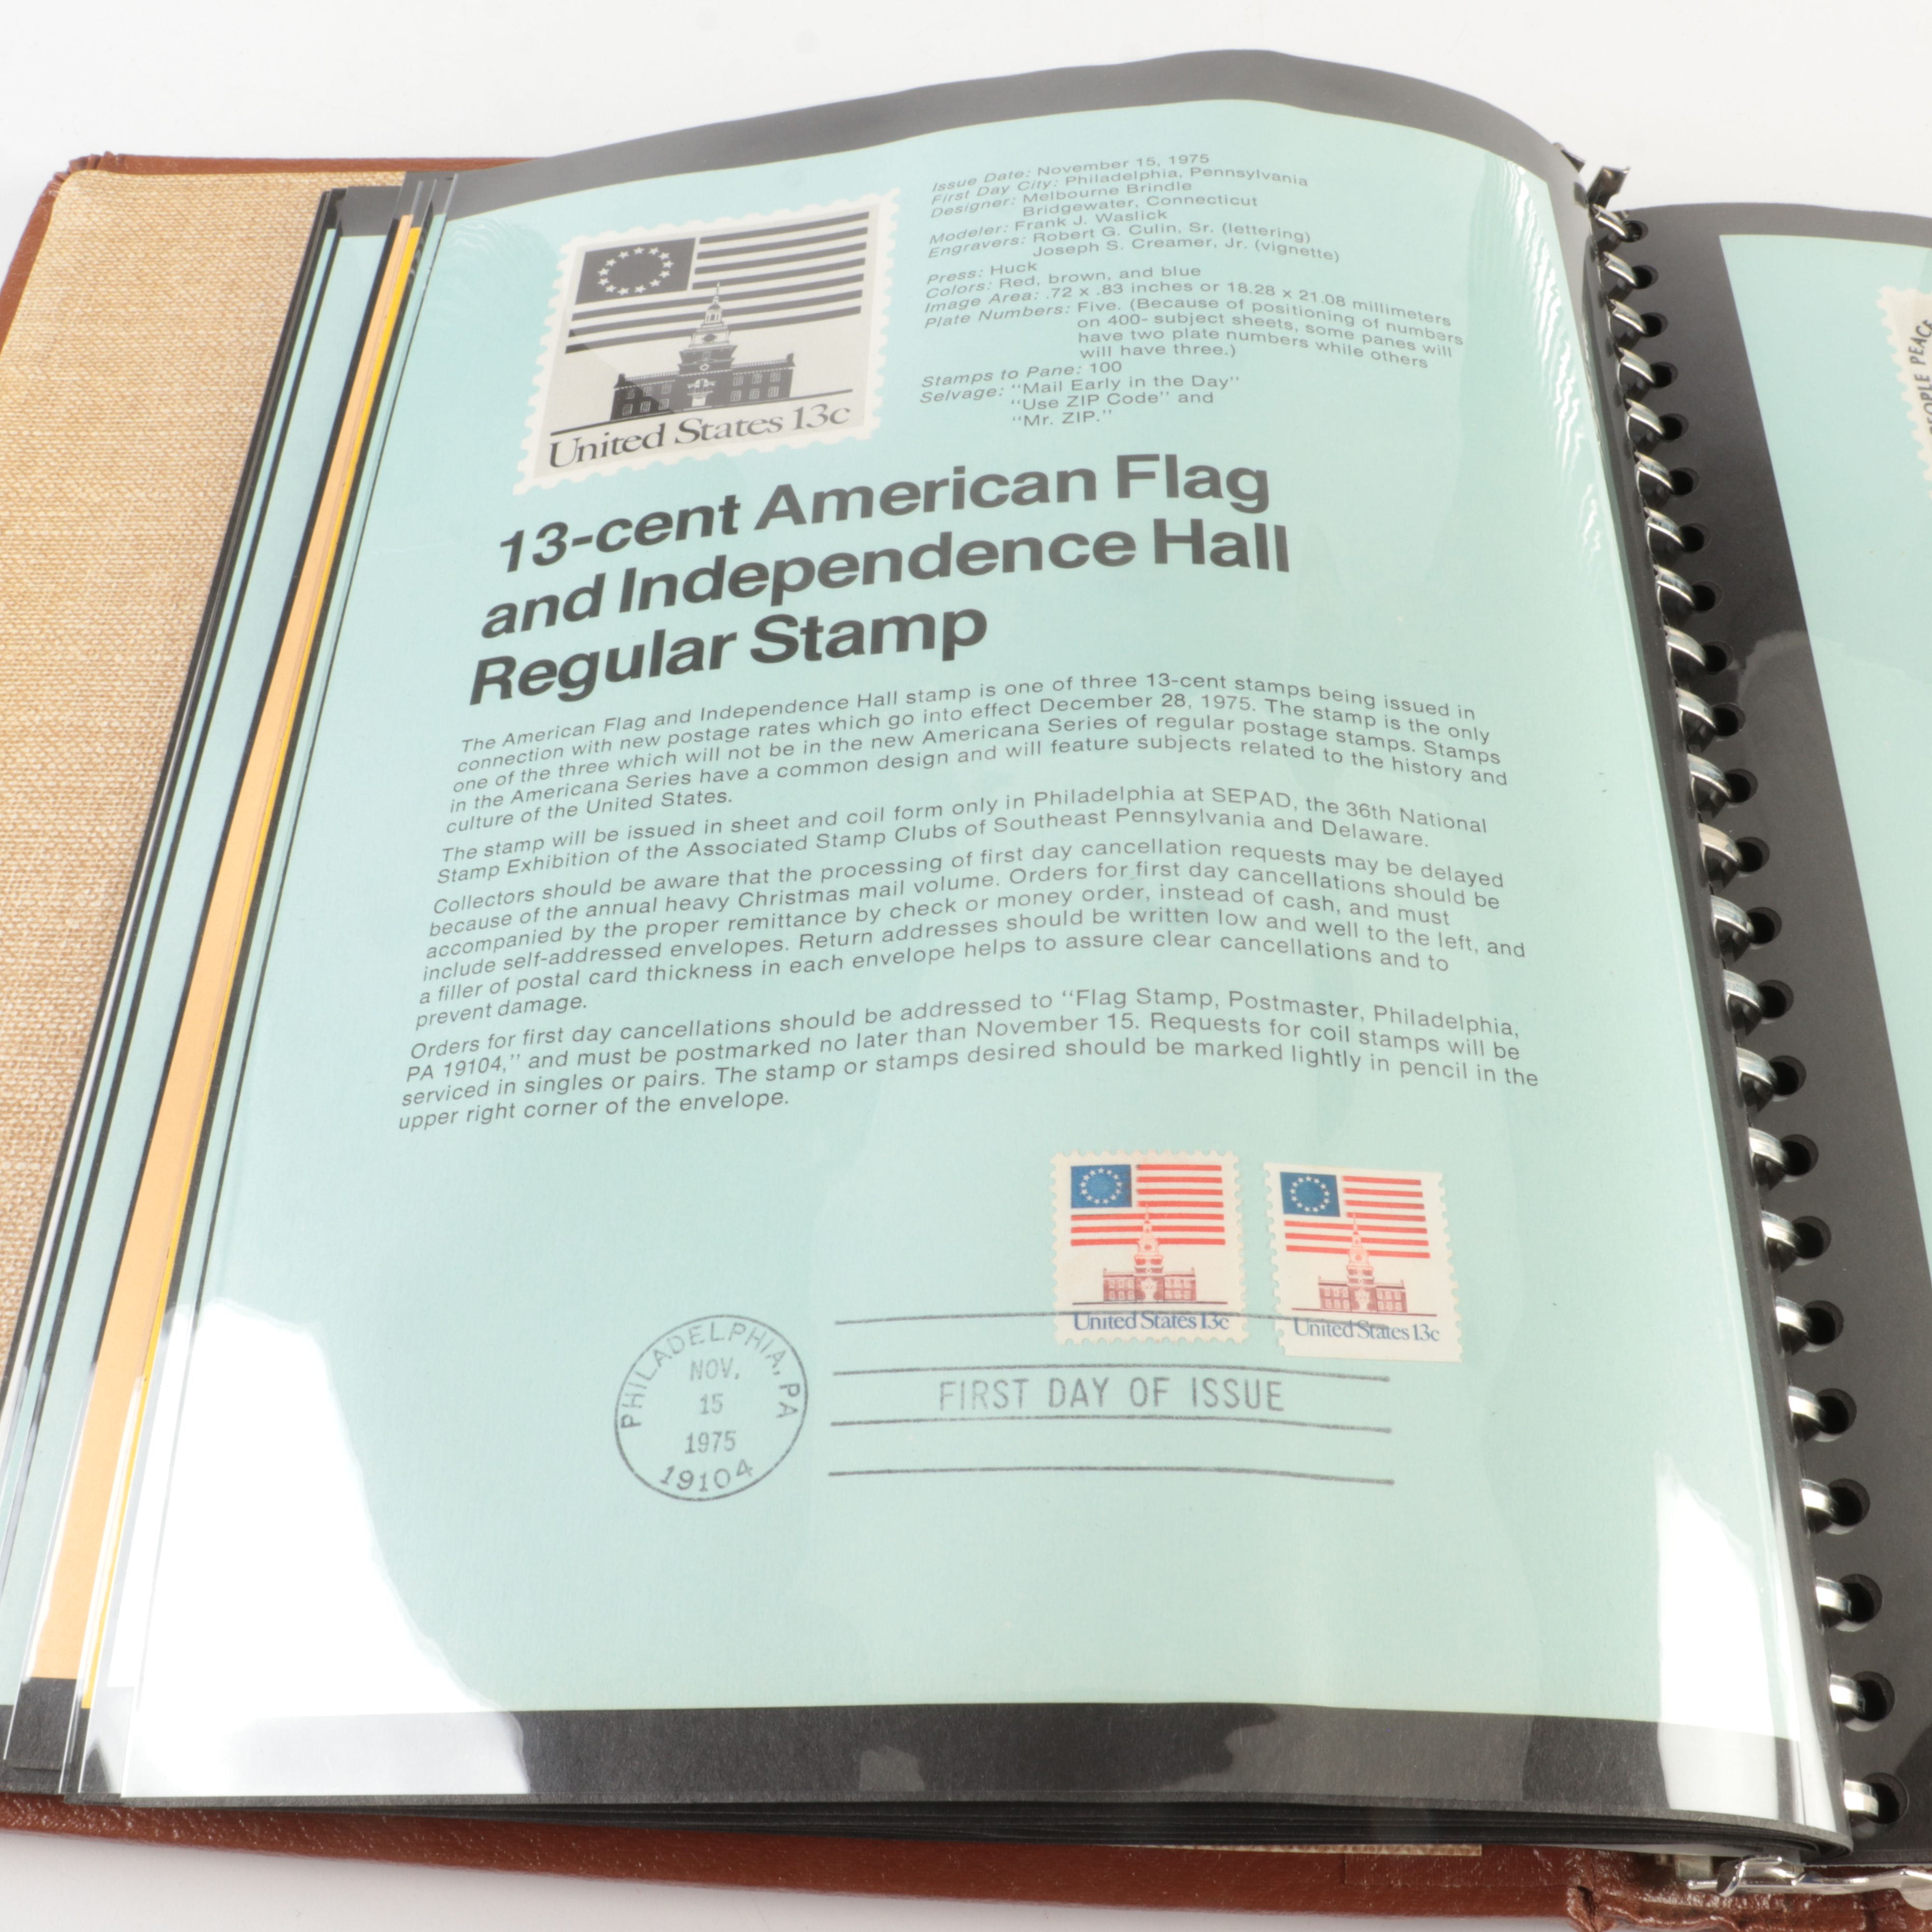 United States 13c
Issue Date: November 15, 1975
First Day City: Philadelphia, Pennsylvania
Designer: Melbourne Brindle
Bridgewater, Connecticut
Modeler: Frank J. Waslick
Engravers: Robert G. Culin, Sr. (lettering)
Joseph S. Creamer, Jr. (vignette)
Press: Huck
Colors: Red, brown, and blue
Image Area: .72 x .83 inches or 18.28 x 21.08 millimeters
Plate Numbers: Five. (Because of positioning of numbers
on 400- subject sheets, some panes will
have two plate numbers while others
will have three.)
Stamps to Pane: 100
Selvage: "Mail Early in the Day"
"Use ZIP Code" and
"Mr. ZIP."
13-cent American Flag
and Independence Hall
Regular Stamp
The American Flag and Independence Hall stamp is one of three 13-cent stamps being issued in
connection with new postage rates which go into effect December 28, 1975. The stamp is the only
one of the three which will not be in the new Americana Series of regular postage stamps. Stamps
in the Americana Series have a common design and will feature subjects related to the history and
culture of the United States.
The stamp will be issued in sheet and coil form only in Philadelphia at SEPAD, the 36th National
Stamp Exhibition of the Associated Stamp Clubs of Southeast Pennsylvania and Delaware.
Collectors should be aware that the processing of first day cancellation requests may be delayed
because of the annual heavy Christmas mail volume. Orders for first day cancellations should be
accompanied by the proper remittance by check or money order, instead of cash, and must
include self-addressed envelopes. Return addresses should be written low and well to the left, and
a filler of postal card thickness in each envelope helps to assure clear cancellations and to
prevent damage.
Orders for first day cancellations should be addressed to "Flag Stamp, Postmaster, Philadelphia,
PA 19104," and must be postmarked no later than November 15. Requests for coil stamps will be
serviced in singles or pairs. The stamp or stamps desired should be marked lightly in pencil in the
upper right corner of the envelope.
United States 13c
United States 13c
PHILADELPHIA, PA
NOV.
15
1975
19104
FIRST DAY OF ISSUE